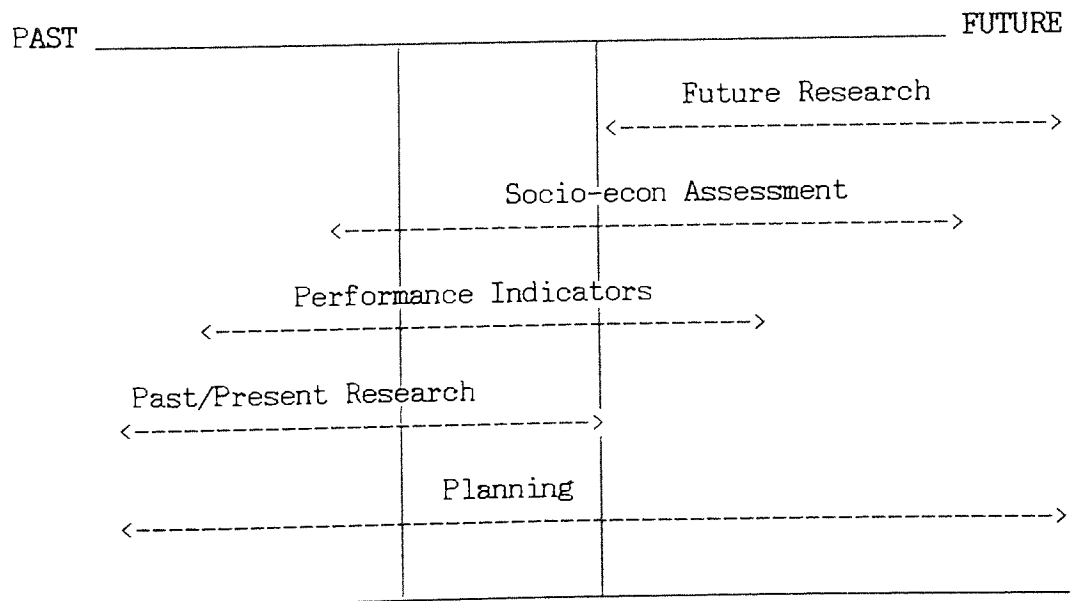 PAST FUTURE
Future Research
Socio-econ Assessment
Performance Indicators
Past/Present Research
Planning